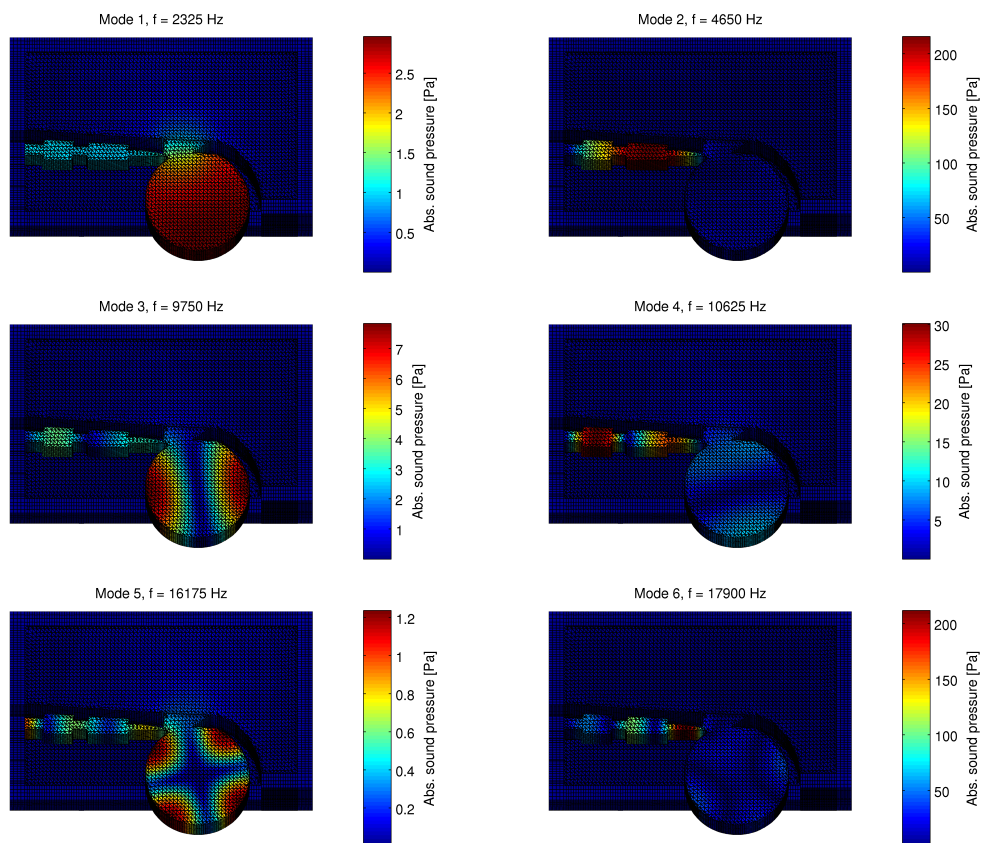 Mode 1, f = 2325 Hz
2.5
2
1.5
1
0.5
Abs. sound pressure [Pa]
Mode 2, f = 4650 Hz
200
150
100
50
Abs. sound pressure [Pa]
Mode 3, f = 9750 Hz
7
6
5
4
3
2
1
Abs. sound pressure [Pa]
Mode 4, f = 10625 Hz
30
25
20
15
10
5
Abs. sound pressure [Pa]
Mode 5, f = 16175 Hz
1.2
1
0.8
0.6
0.4
0.2
Abs. sound pressure [Pa]
Mode 6, f = 17900 Hz
200
150
100
50
Abs. sound pressure [Pa]